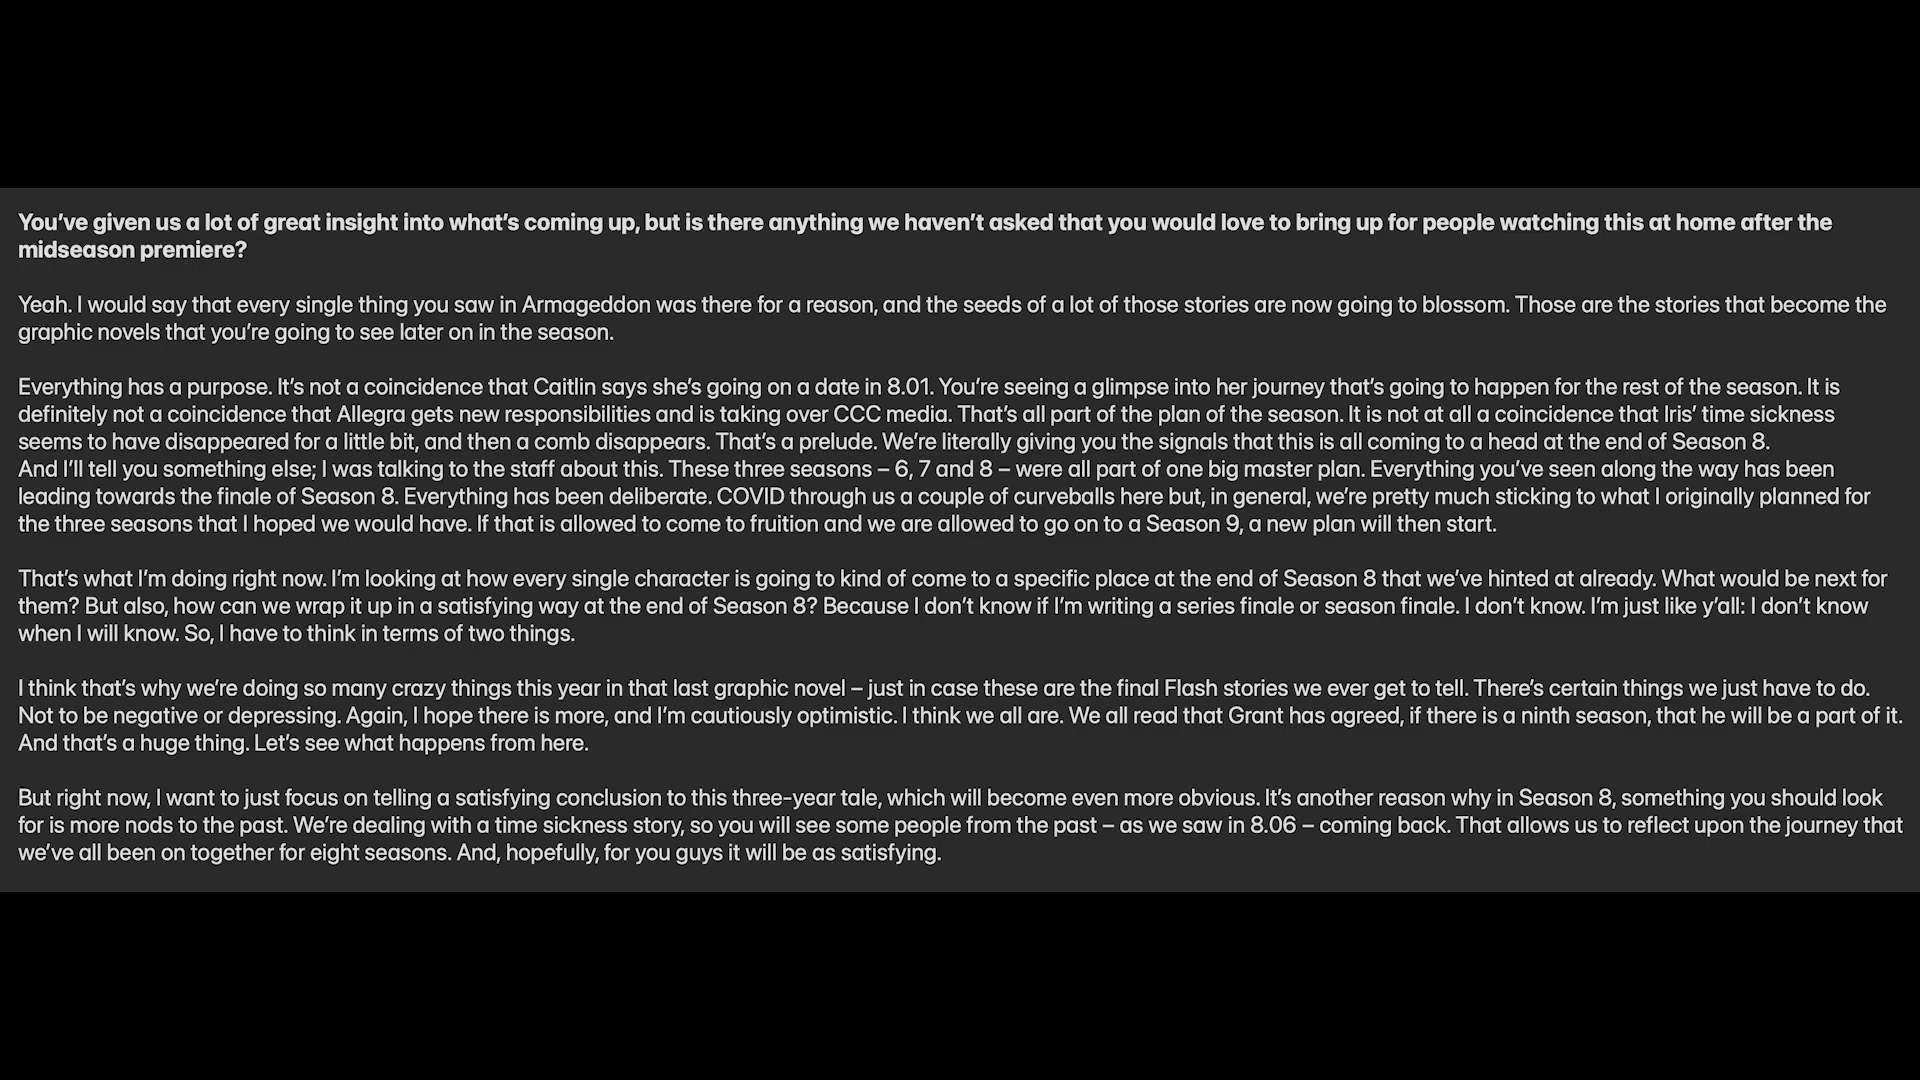 You’ve given us a lot of great insight into what’s coming up, but is there anything we haven’t asked that you would love to bring up for people watching this at home after the
midseason premiere?
Yeah. I would say that every single thing you saw in Armageddon was there for a reason, and the seeds of a lot of those stories are now going to blossom. Those are the stories that become the
graphic novels that you’re going to see later on in the season.
Everything has a purpose. It’s not a coincidence that Caitlin says she’s going on a date in 8.01. You’re seeing a glimpse into her journey that’s going to happen for the rest of the season. It is
definitely not a coincidence that Allegra gets new responsibilities and is taking over CCC media. That’s all part of the plan of the season. It is not at all a coincidence that Iris’ time sickness
seems to have disappeared for a little bit, and then a comb disappears. That’s a prelude. We’re literally giving you the signals that this is all coming to a head at the end of Season 8.
And I’ll tell you something else; I was talking to the staff about this. These three seasons – 6, 7 and 8 – were all part of one big master plan. Everything you’ve seen along the way has been
leading towards the finale of Season 8. Everything has been deliberate. COVID through us a couple of curveballs here but, in general, we’re pretty much sticking to what I originally planned for
the three seasons that I hoped we would have. If that is allowed to come to fruition and we are allowed to go on to a Season 9, a new plan will then start.
That’s what I’m doing right now. I’m looking at how every single character is going to kind of come to a specific place at the end of Season 8 that we’ve hinted at already. What would be next for
them? But also, how can we wrap it up in a satisfying way at the end of Season 8? Because I don’t know if I’m writing a series finale or season finale. I don’t know. I’m just like y’all: I don’t know
when I will know. So, I have to think in terms of two things.
I think that’s why we’re doing so many crazy things this year in that last graphic novel – just in case these are the final Flash stories we ever get to tell. There’s certain things we just have to do.
Not to be negative or depressing. Again, I hope there is more, and I’m cautiously optimistic. I think we all are. We all read that Grant has agreed, if there is a ninth season, that he will be a part of it.
And that’s a huge thing. Let’s see what happens from here.
But right now, I want to just focus on telling a satisfying conclusion to this three-year tale, which will become even more obvious. It’s another reason why in Season 8, something you should look
for is more nods to the past. We’re dealing with a time sickness story, so you will see some people from the past – as we saw in 8.06 – coming back. That allows us to reflect upon the journey that
we’ve all been on together for eight seasons. And, hopefully, for you guys it will be as satisfying.